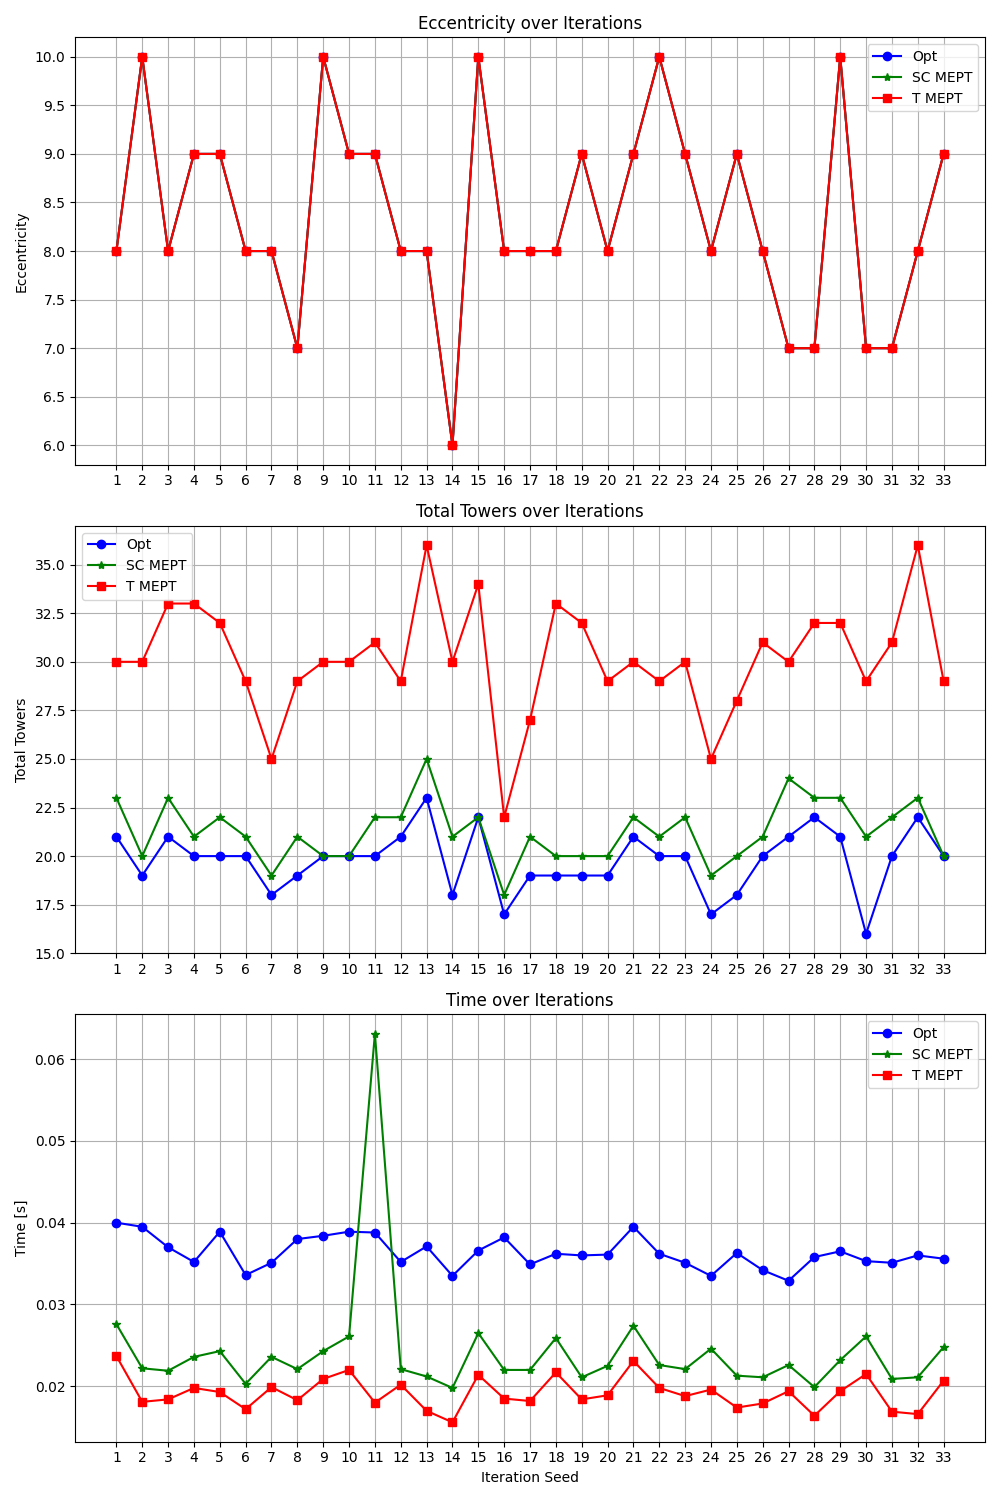 Eccentricity over Iterations
10.0
9.5
9.0
8.5
8.0
7.5
7.0
6.5
6.0
Eccentricity
Opt
SC MEPT
T MEPT
1 2 3 4 5 6 7 8 9 10 11 12 13 14 15 16 17 18 19 20 21 22 23 24 25 26 27 28 29 30 31 32 33
Total Towers over Iterations
35.0
32.5
30.0
27.5
25.0
22.5
20.0
17.5
15.0
Total Towers
Opt
SC MEPT
T MEPT
1 2 3 4 5 6 7 8 9 10 11 12 13 14 15 16 17 18 19 20 21 22 23 24 25 26 27 28 29 30 31 32 33
Time over Iterations
0.06
0.05
0.04
0.03
0.02
Time [s]
Opt
SC MEPT
T MEPT
1 2 3 4 5 6 7 8 9 10 11 12 13 14 15 16 17 18 19 20 21 22 23 24 25 26 27 28 29 30 31 32 33
Iteration Seed